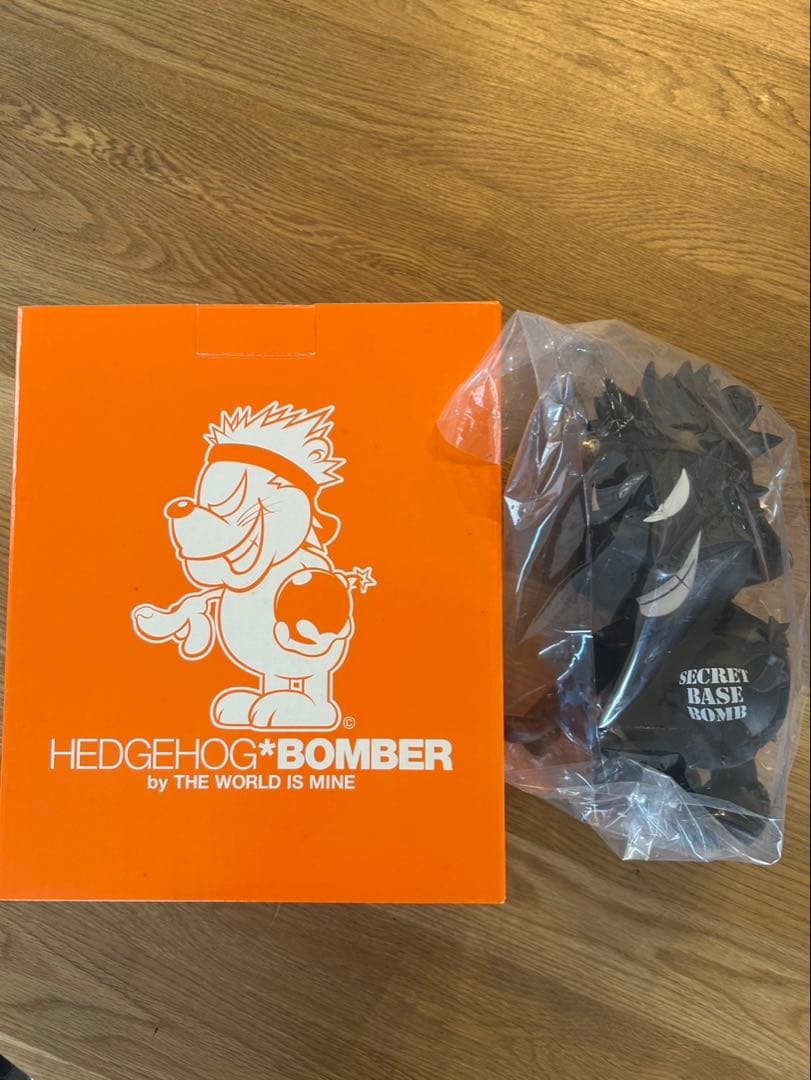 ©
HEDGEHOG*BOMBER
by THE WORLD IS MINE
SECRET
BASE
BOMB